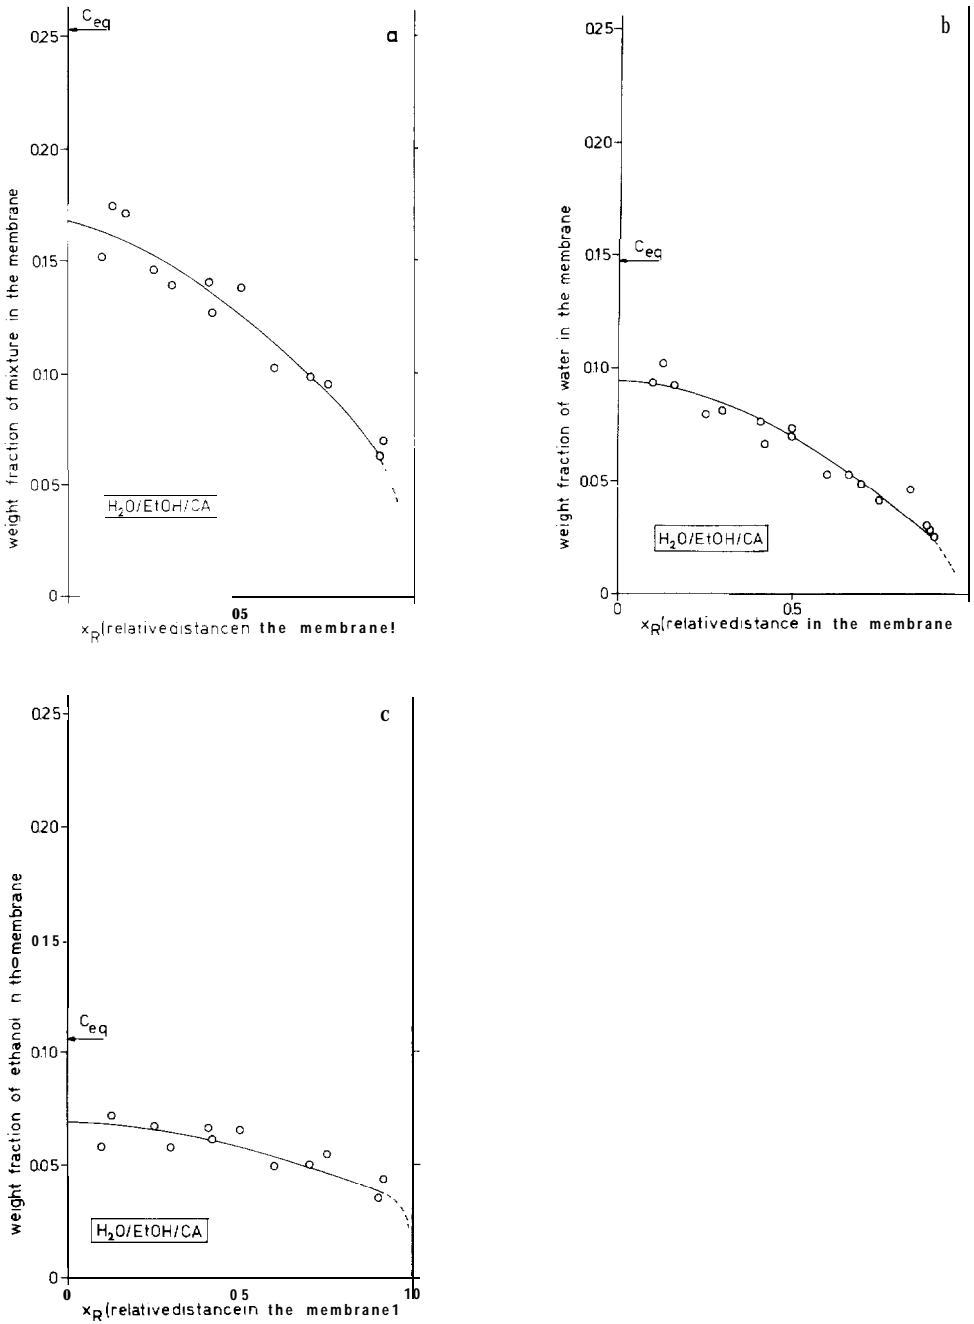 Ceq
a
0.25
0.20
0.15
0.10
0.05
0
weight fraction of mixture in the membrane
H2O/EtOH/CA
05
xR(relativedistancen the membrane!
b
0.25
0.20
0.15
Ceq
0.10
0.05
0
weight fraction of water in the membrane
H2O/EtOH/CA
0
0.5
xR(relativedistance in the membrane
c
0.25
0.20
0.15
Ceq
0.10
0.05
0
weight fraction of ethanol n thomembrane
H2O/EtOH/CA
0
05
10
xR(relativedistancein the membrane1